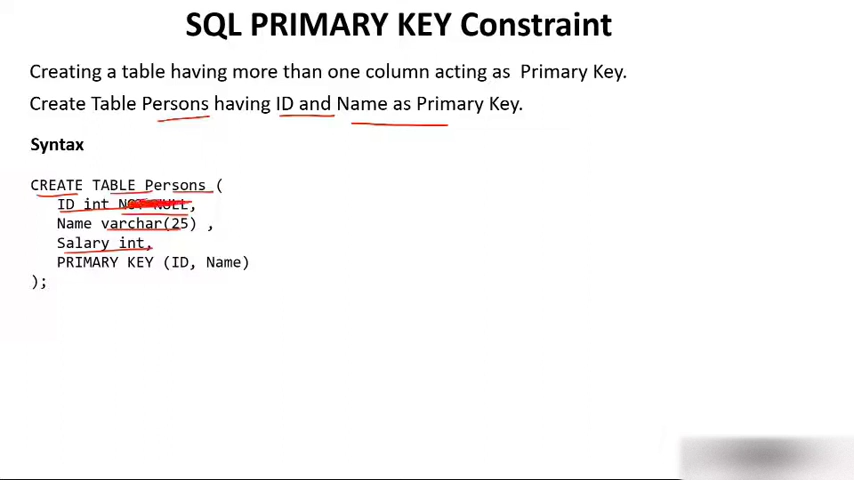 SQL PRIMARY KEY Constraint
Creating a table having more than one column acting as Primary Key.
Create Table Persons having ID and Name as Primary Key.
Syntax
CREATE TABLE Persons (
ID int NOT NULL,
Name varchar(25) ,
Salary int,
PRIMARY KEY (ID, Name)
);